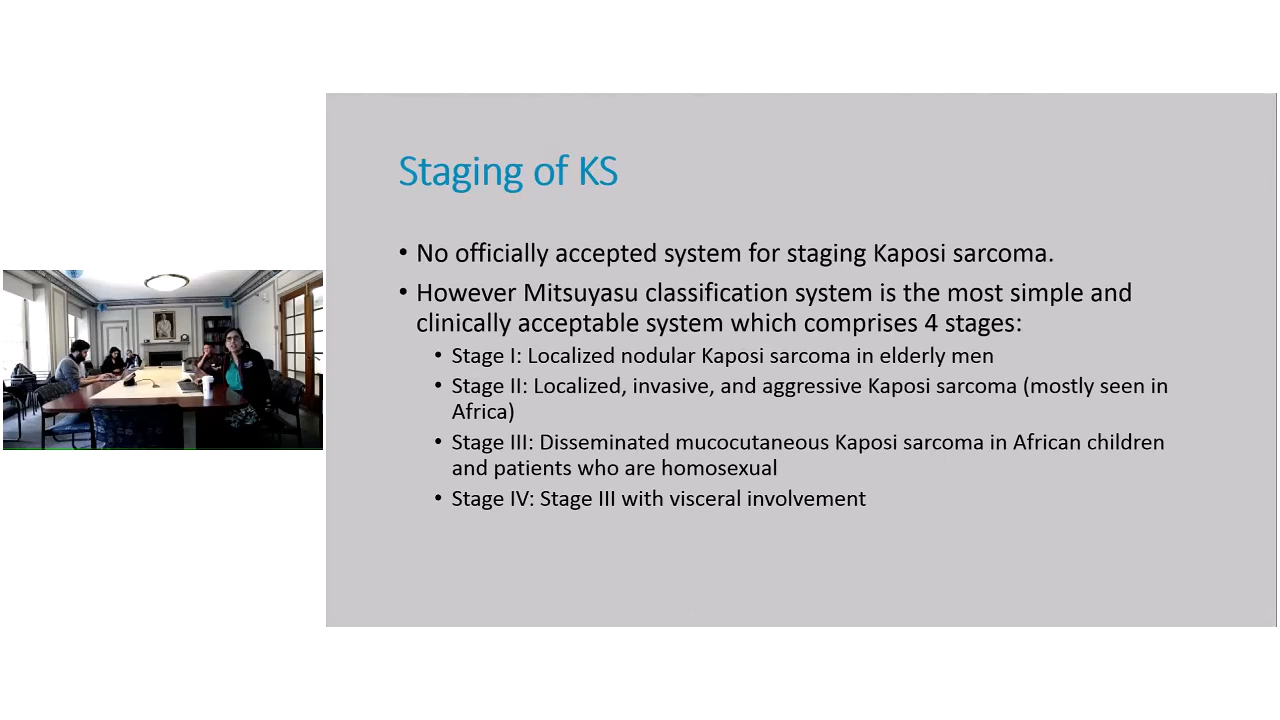 Staging of KS
• No officially accepted system for staging Kaposi sarcoma.
• However Mitsuyasu classification system is the most simple and
clinically acceptable system which comprises 4 stages:
• Stage I: Localized nodular Kaposi sarcoma in elderly men
• Stage II: Localized, invasive, and aggressive Kaposi sarcoma (mostly seen in
Africa)
• Stage III: Disseminated mucocutaneous Kaposi sarcoma in African children
and patients who are homosexual
• Stage IV: Stage III with visceral involvement